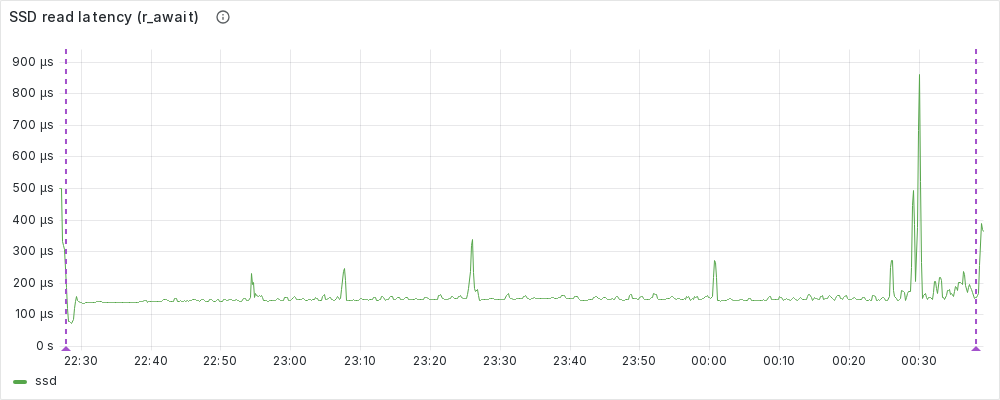 SSD read latency (r_await)
900 µs
800 µs
700 µs
600 µs
500 µs
400 µs
300 µs
200 µs
100 µs
0 s
22:30 22:40 22:50 23:00 23:10 23:20 23:30 23:40 23:50 00:00 00:10 00:20 00:30
ssd